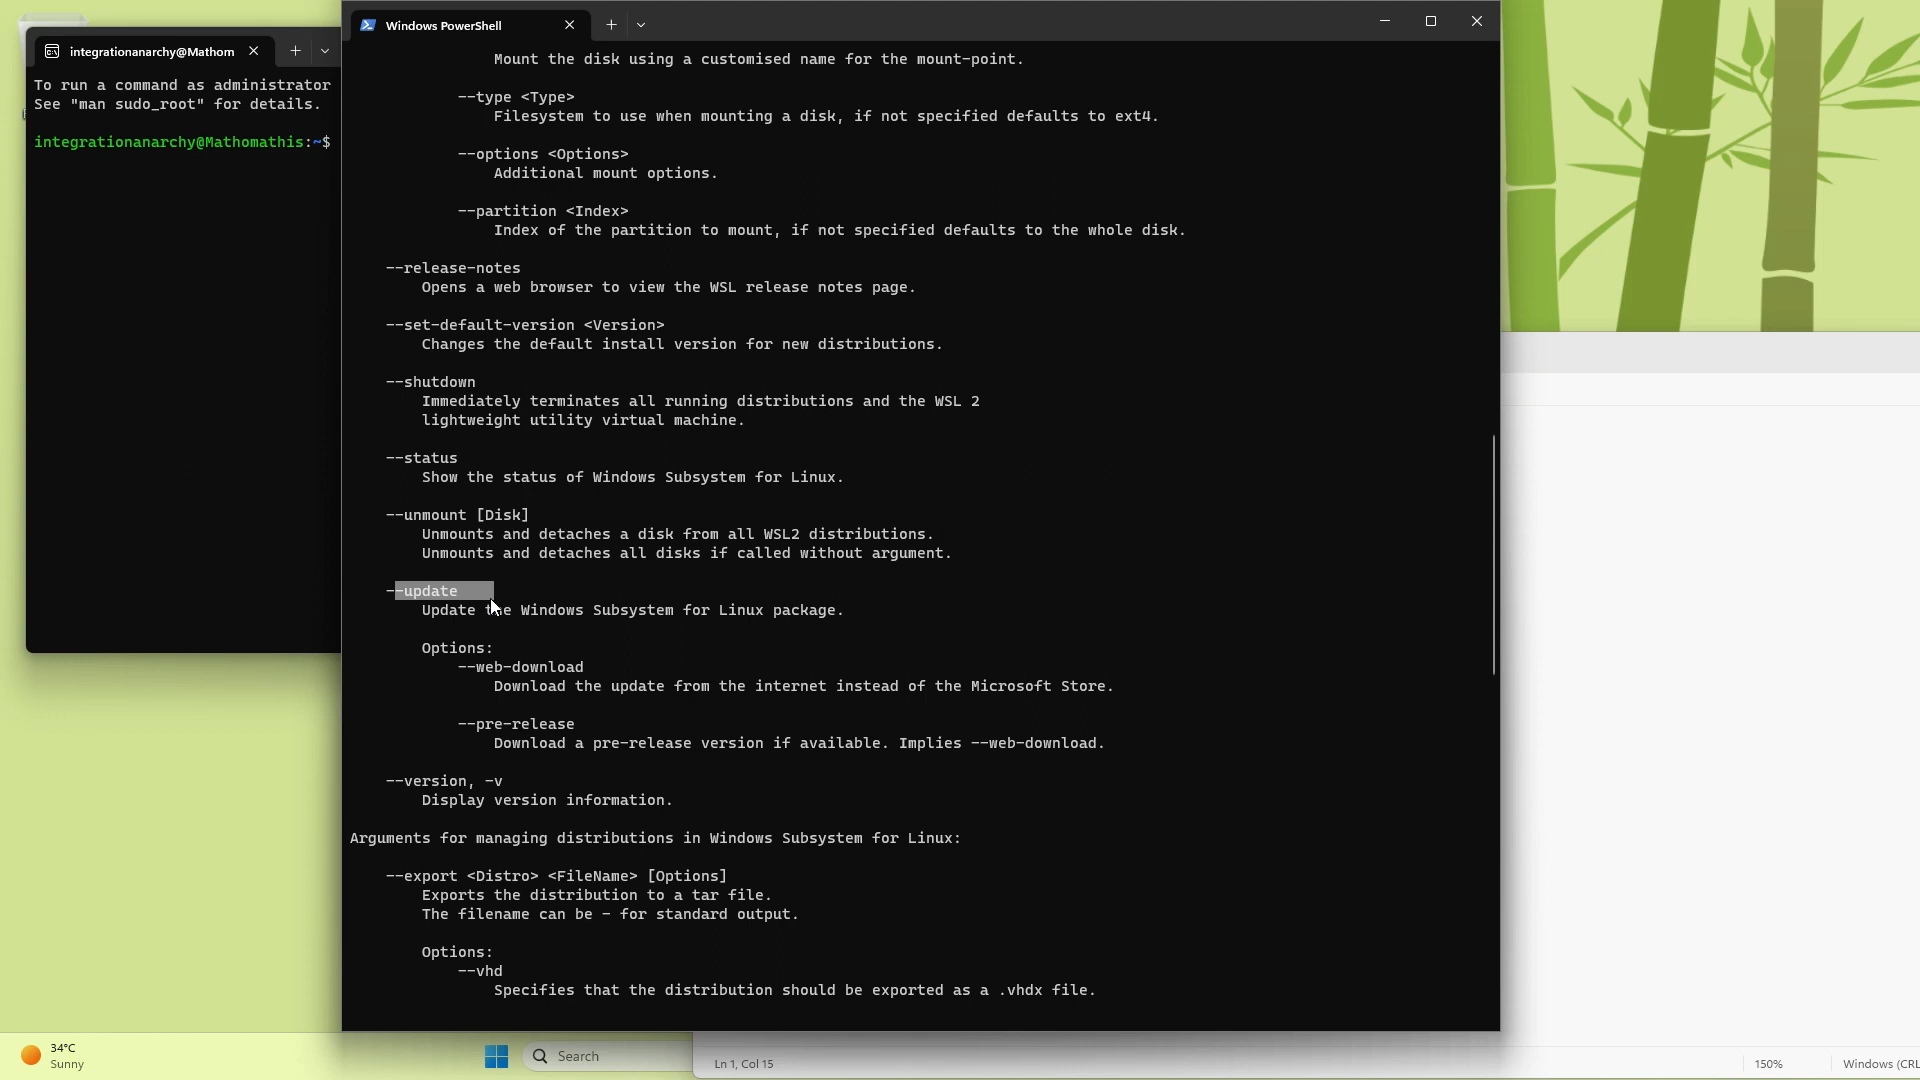 Windows PowerShell
integrationanarchy@Mathom
To run a command as administrator
See "man sudo_root" for details.
integrationanarchy@Mathomathis:~$
Mount the disk using a customised name for the mount-point.
--type <Type>
Filesystem to use when mounting a disk, if not specified defaults to ext4.
--options <Options>
Additional mount options.
--partition <Index>
Index of the partition to mount, if not specified defaults to the whole disk.
--release-notes
Opens a web browser to view the WSL release notes page.
--set-default-version <Version>
Changes the default install version for new distributions.
--shutdown
Immediately terminates all running distributions and the WSL 2
lightweight utility virtual machine.
--status
Show the status of Windows Subsystem for Linux.
--unmount [Disk]
Unmounts and detaches a disk from all WSL2 distributions.
Unmounts and detaches all disks if called without argument.
--update
Update the Windows Subsystem for Linux package.
Options:
--web-download
Download the update from the internet instead of the Microsoft Store.
--pre-release
Download a pre-release version if available. Implies --web-download.
--version, -v
Display version information.
Arguments for managing distributions in Windows Subsystem for Linux:
--export <Distro> <FileName> [Options]
Exports the distribution to a tar file.
The filename can be - for standard output.
Options:
--vhd
Specifies that the distribution should be exported as a .vhdx file.
34°C
Sunny
Search
Ln 1, Col 15
150%
Windows (CRL